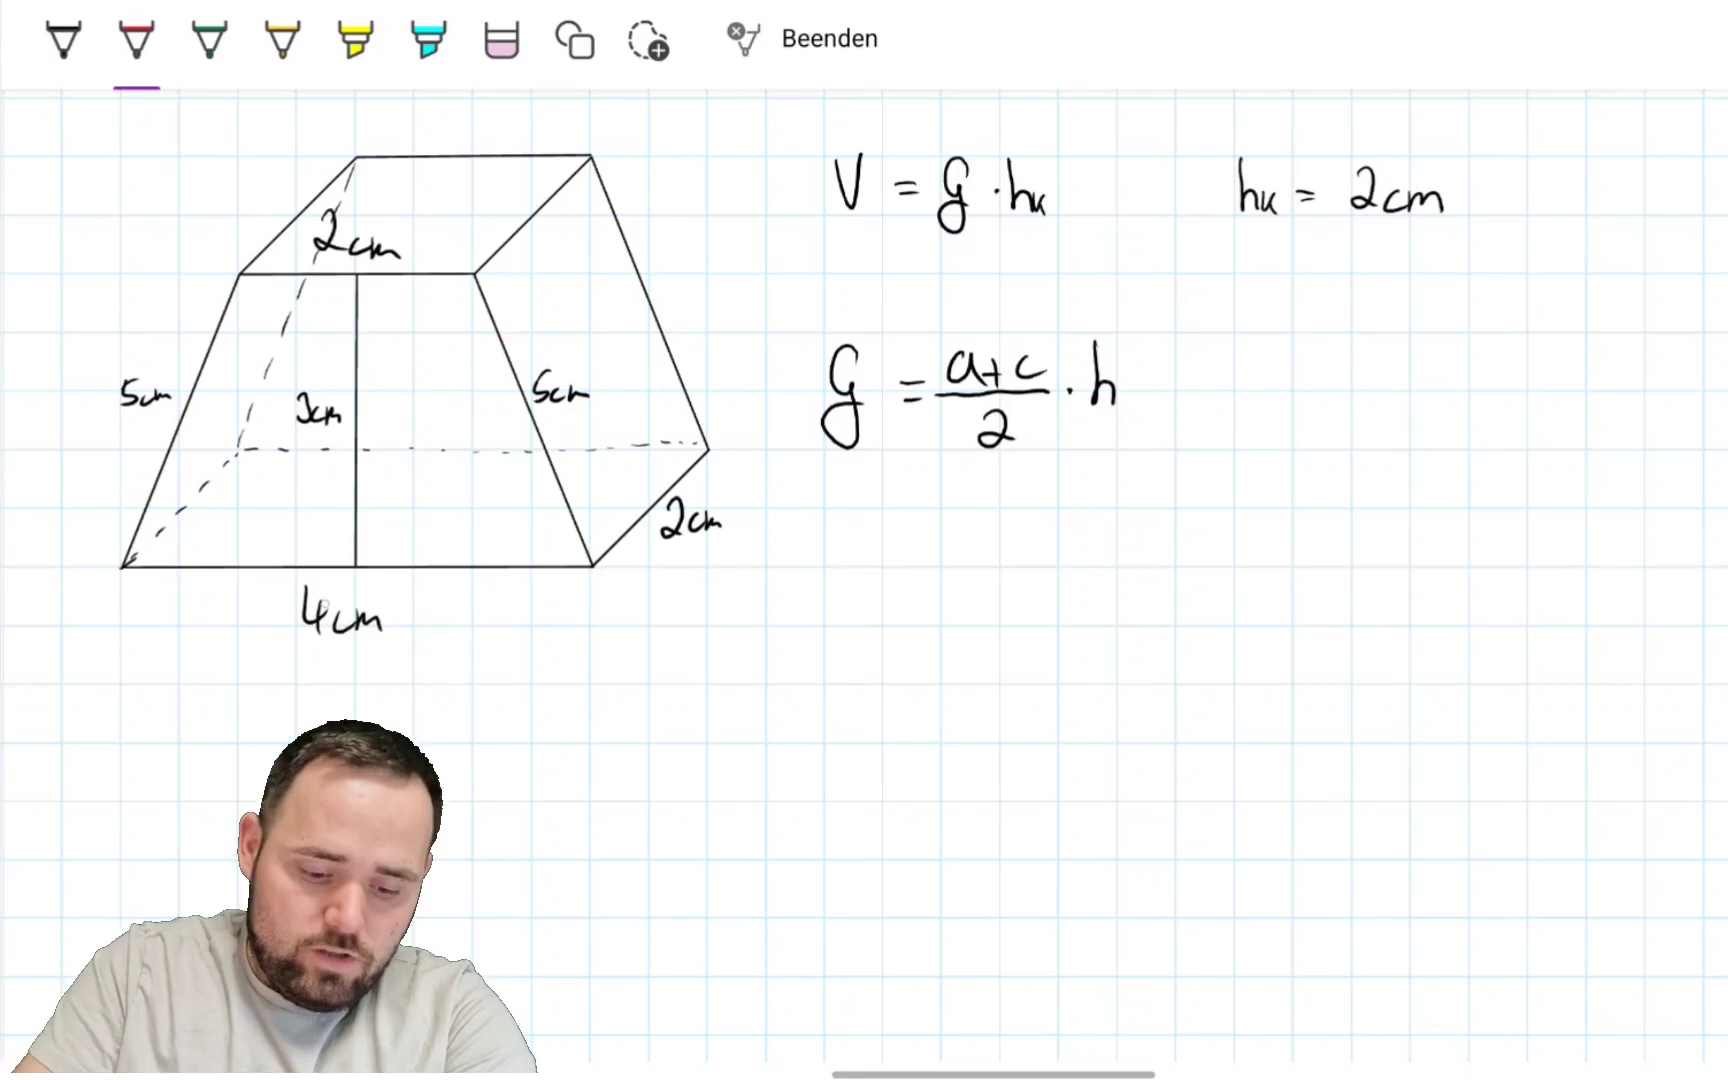 Beenden
V = G · hk
hk = 2cm
2cm
G = a+c/2 · h
5cm
3cm
5cm
2cm
4cm